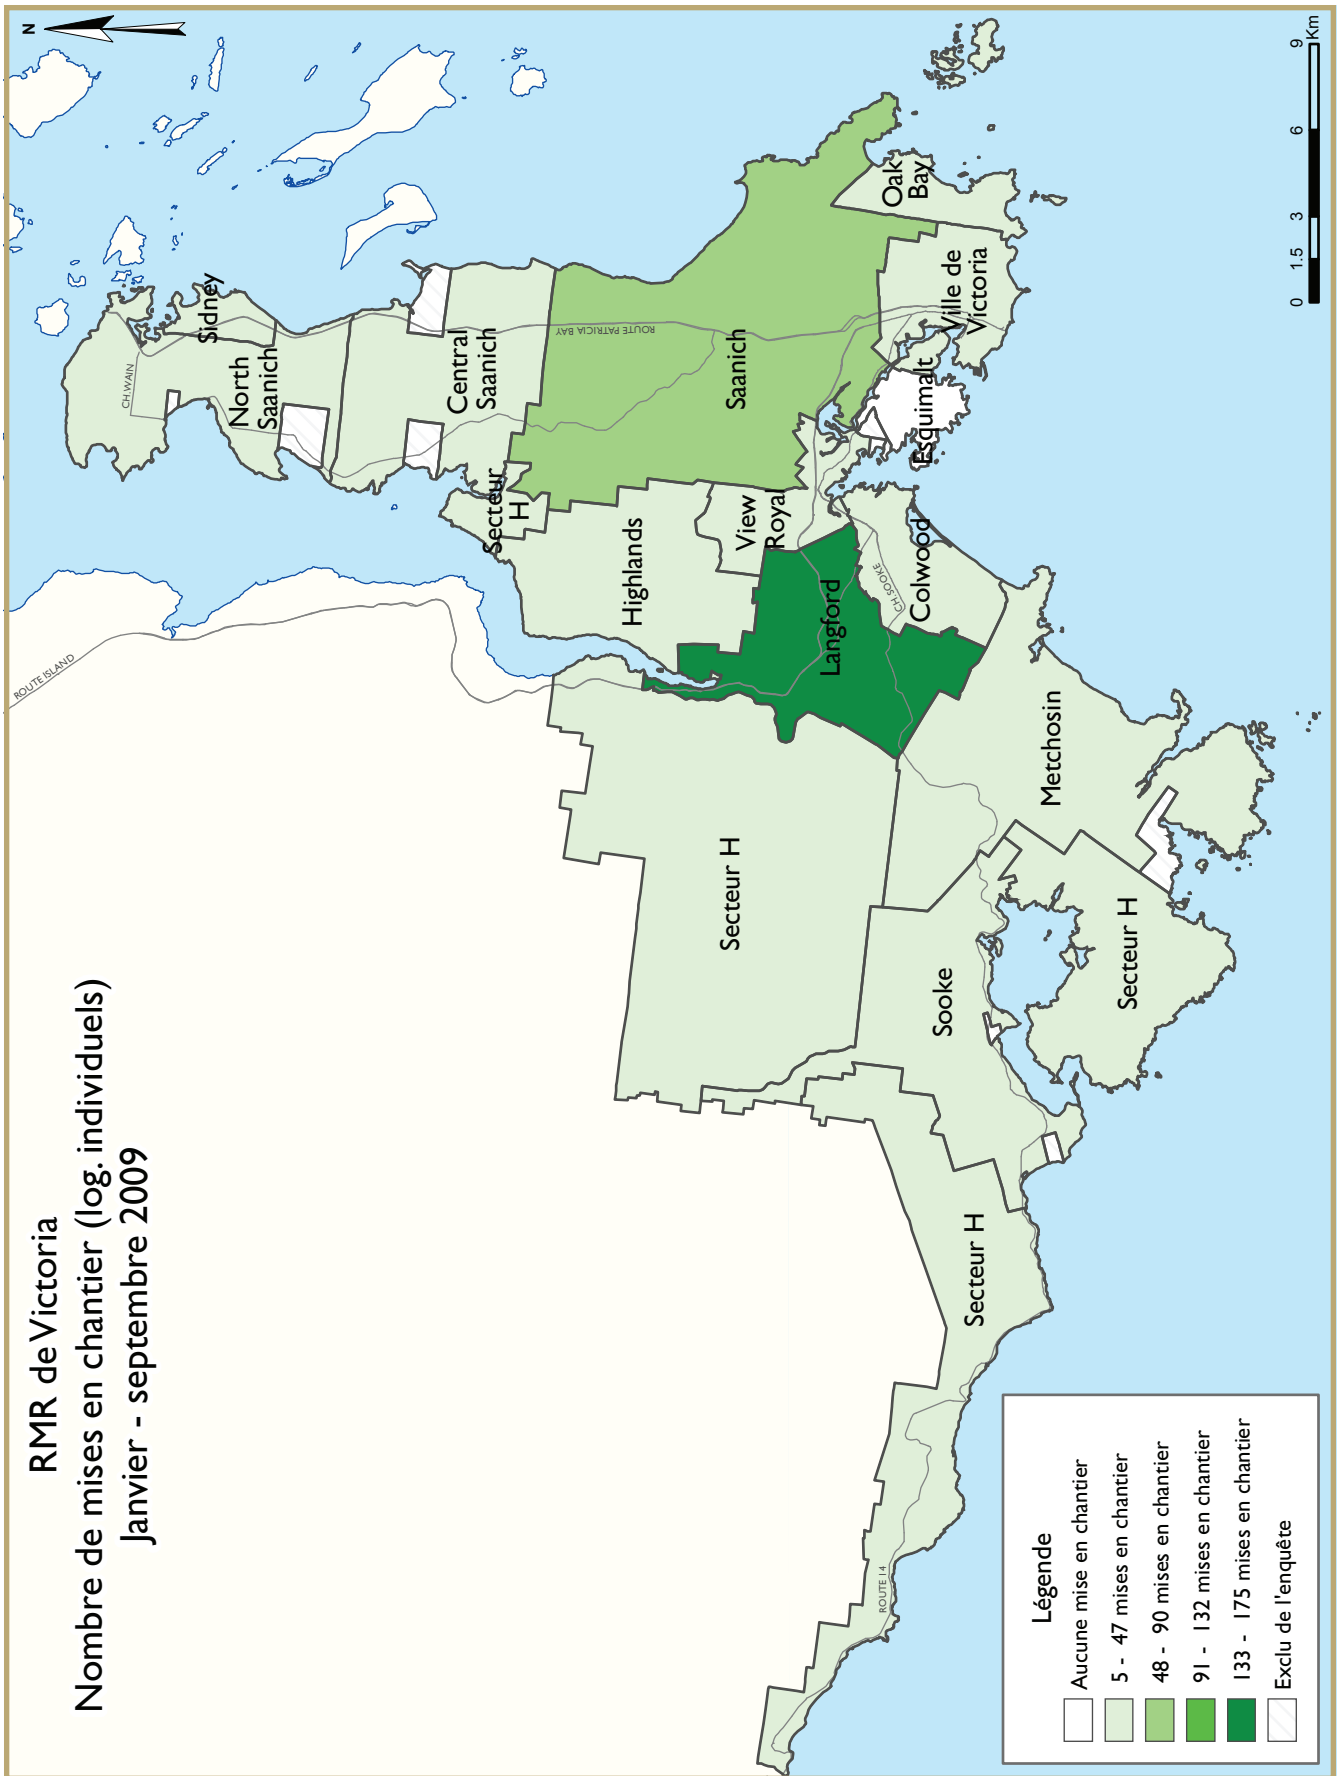 RMR de Victoria
Nombre de mises en chantier (log. individuels)
Janvier - septembre 2009
N
ROUTE ISLAND
CH. WAIN
Sidney
North
Saanich
Central
Saanich
ROUTE PATRICIA BAY
Saanich
Secteur
H
Highlands
View
Royal
Oak
Bay
Ville de
Victoria
Esquimalt
Langford
CH. SOOKE
Colwood
Metchosin
Secteur H
Sooke
Secteur H
Secteur H
ROUTE 14
Légende
Aucune mise en chantier
5 - 47 mises en chantier
48 - 90 mises en chantier
91 - 132 mises en chantier
133 - 175 mises en chantier
Exclu de l'enquête
0 1.5 3 6 9 Km